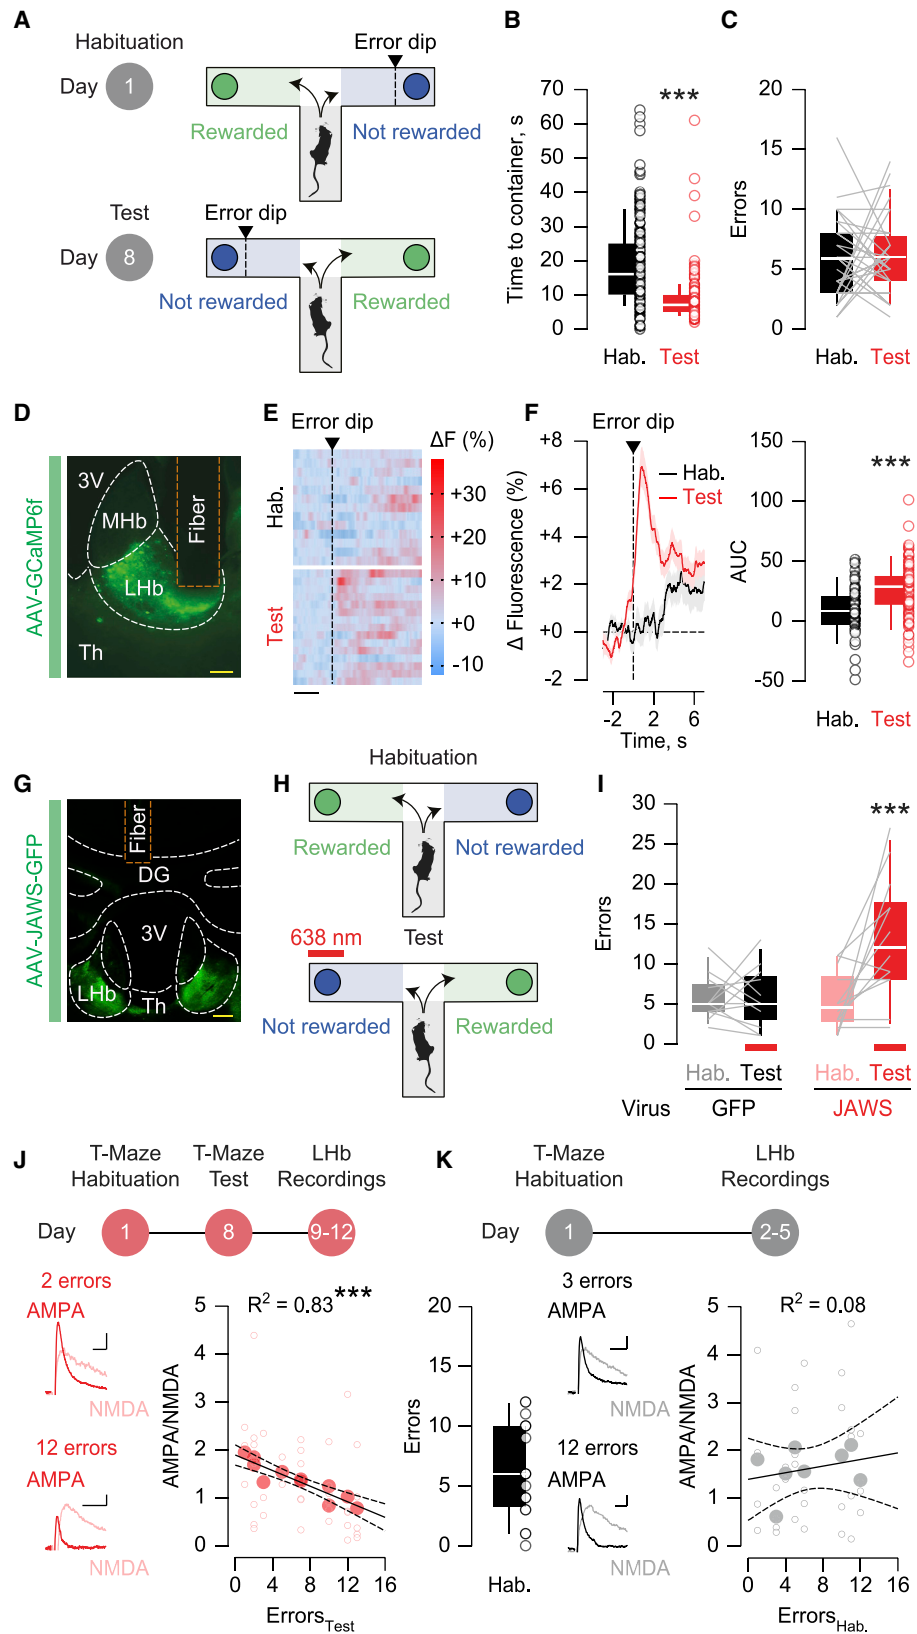 A
Habituation
Day 1
Error dip
Rewarded
Not rewarded
Test
Day 8
Error dip
Not rewarded
Rewarded
B
Time to container, s
70
60
50
40
30
20
10
0
***
Hab.
Test
C
Errors
20
15
10
5
0
Hab.
Test
D
AAV-GCaMP6f
3V
MHb
Fiber
LHb
Th
E
Error dip
Hab.
Test
ΔF (%)
+30
+20
+10
+0
-10
F
Error dip
Δ Fluorescence (%)
+8
+6
+4
+2
+0
-2
Hab.
Test
-2 2 6
Time, s
AUC
150
100
50
0
-50
***
Hab.
Test
G
AAV-JAWS-GFP
Fiber
DG
3V
LHb
Th
H
Habituation
Rewarded
Not rewarded
Test
638 nm
Not rewarded
Rewarded
I
Errors
30
25
20
15
10
5
0
***
Hab. Test
Hab. Test
Virus
GFP
JAWS
J
T-Maze Habituation
T-Maze Test
LHb Recordings
Day 1 8 9-12
2 errors
AMPA
NMDA
12 errors
AMPA
NMDA
AMPA/NMDA
5
4
3
2
1
0
R² = 0.83 ***
0 4 8 12 16
Errors Test
K
T-Maze Habituation
LHb Recordings
Day 1 2-5
Errors
20
15
10
5
0
Hab.
3 errors
AMPA
NMDA
12 errors
AMPA
NMDA
AMPA/NMDA
5
4
3
2
1
0
R² = 0.08
0 4 8 12 16
Errors Hab.